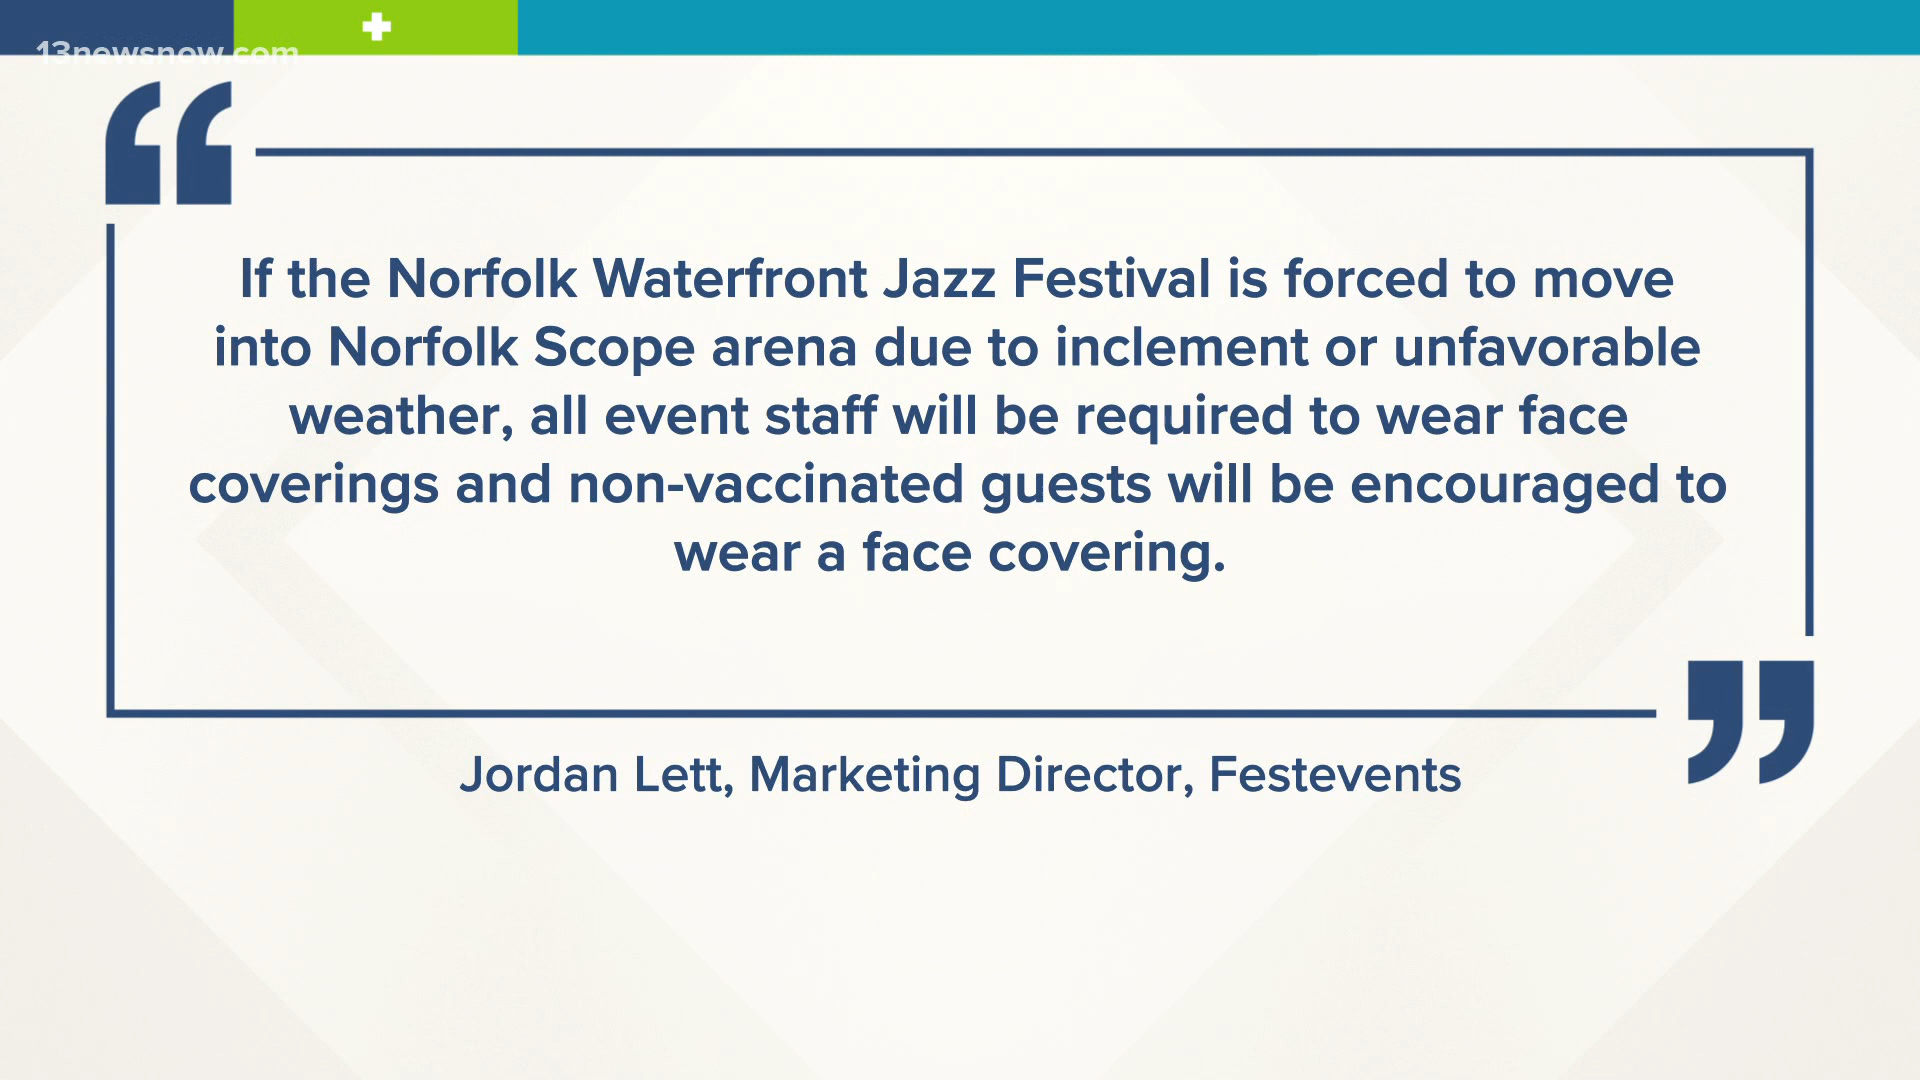 13newsnow.com
If the Norfolk Waterfront Jazz Festival is forced to move
into Norfolk Scope arena due to inclement or unfavorable
weather, all event staff will be required to wear face
coverings and non-vaccinated guests will be encouraged to
wear a face covering.
Jordan Lett, Marketing Director, Festevents